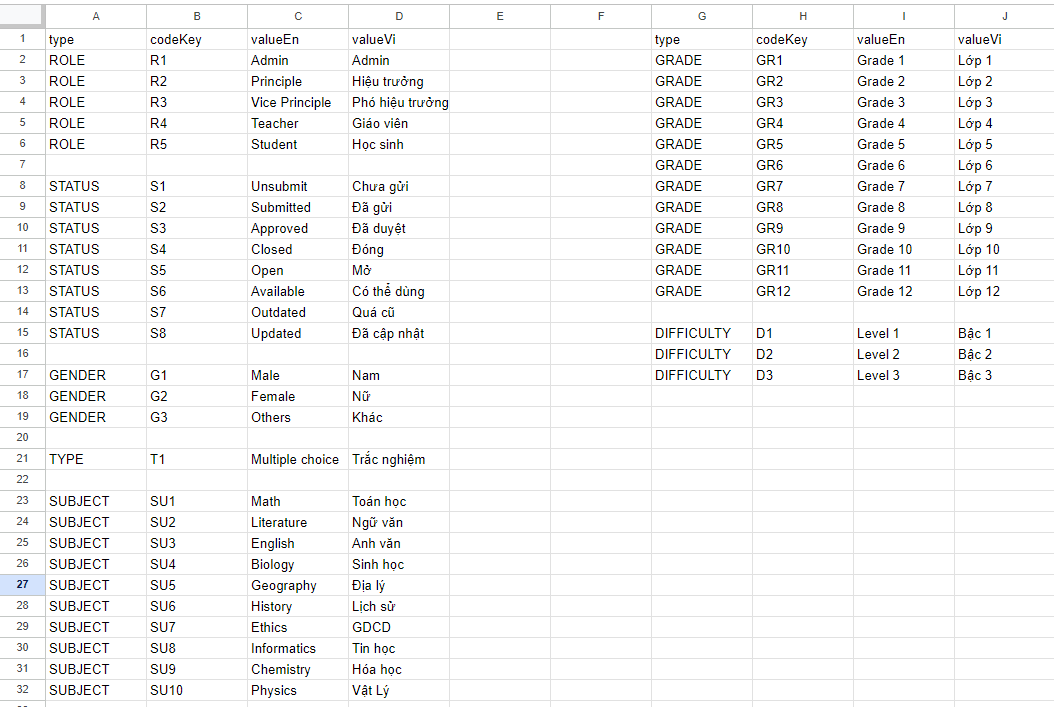 A B C D E F G H I J
1 type codeKey valueEn valueVi type codeKey valueEn valueVi
2 ROLE R1 Admin Admin GRADE GR1 Grade 1 Lớp 1
3 ROLE R2 Principle Hiệu trưởng GRADE GR2 Grade 2 Lớp 2
4 ROLE R3 Vice Principle Phó hiệu trưởng GRADE GR3 Grade 3 Lớp 3
5 ROLE R4 Teacher Giáo viên GRADE GR4 Grade 4 Lớp 4
6 ROLE R5 Student Học sinh GRADE GR5 Grade 5 Lớp 5
7 GRADE GR6 Grade 6 Lớp 6
8 STATUS S1 Unsubmit Chưa gửi GRADE GR7 Grade 7 Lớp 7
9 STATUS S2 Submitted Đã gửi GRADE GR8 Grade 8 Lớp 8
10 STATUS S3 Approved Đã duyệt GRADE GR9 Grade 9 Lớp 9
11 STATUS S4 Closed Đóng GRADE GR10 Grade 10 Lớp 10
12 STATUS S5 Open Mở GRADE GR11 Grade 11 Lớp 11
13 STATUS S6 Available Có thể dùng GRADE GR12 Grade 12 Lớp 12
14 STATUS S7 Outdated Quá cũ
15 STATUS S8 Updated Đã cập nhật DIFFICULTY D1 Level 1 Bậc 1
16 DIFFICULTY D2 Level 2 Bậc 2
17 GENDER G1 Male Nam DIFFICULTY D3 Level 3 Bậc 3
18 GENDER G2 Female Nữ
19 GENDER G3 Others Khác
20
21 TYPE T1 Multiple choice Trắc nghiệm
22
23 SUBJECT SU1 Math Toán học
24 SUBJECT SU2 Literature Ngữ văn
25 SUBJECT SU3 English Anh văn
26 SUBJECT SU4 Biology Sinh học
27 SUBJECT SU5 Geography Địa lý
28 SUBJECT SU6 History Lịch sử
29 SUBJECT SU7 Ethics GDCD
30 SUBJECT SU8 Informatics Tin học
31 SUBJECT SU9 Chemistry Hóa học
32 SUBJECT SU10 Physics Vật Lý